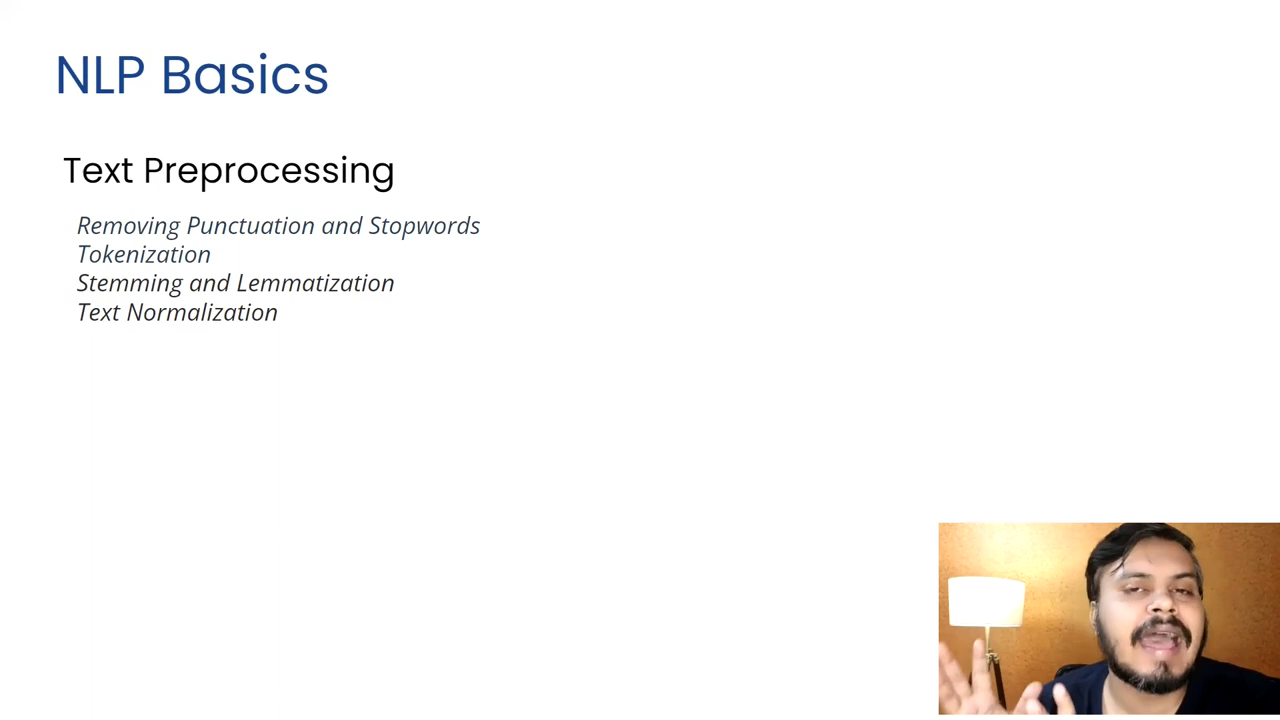 NLP Basics
Text Preprocessing
Removing Punctuation and Stopwords
Tokenization
Stemming and Lemmatization
Text Normalization